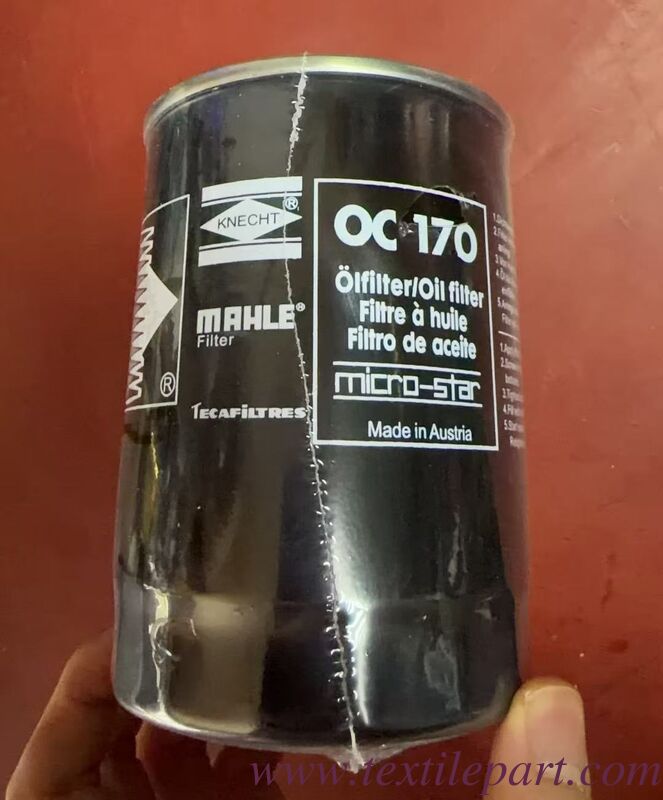 KNECHT ®
MAHLE®
Filter
TECAFILTRES
®
OC 170
Ölfilter/Oil filter
Filtre à huile
Filtro de aceite
micro-star
Made in Austria
www.textilepart.com